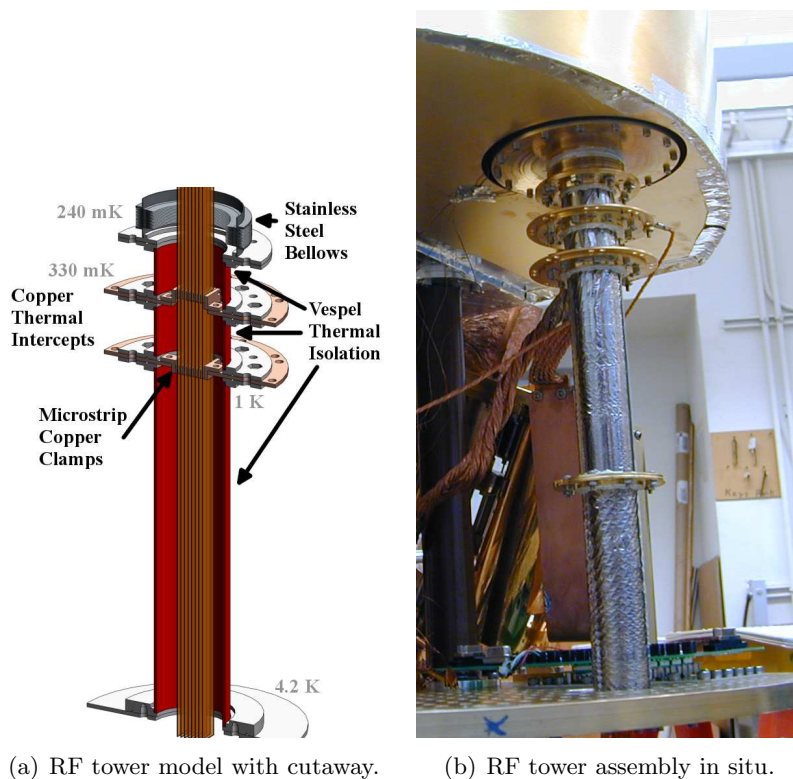 240 mK
Stainless
Steel
Bellows
330 mK
Copper
Thermal
Intercepts
Vespel
Thermal
Isolation
Microstrip
Copper
Clamps
1 K
4.2 K
(a) RF tower model with cutaway.
(b) RF tower assembly in situ.